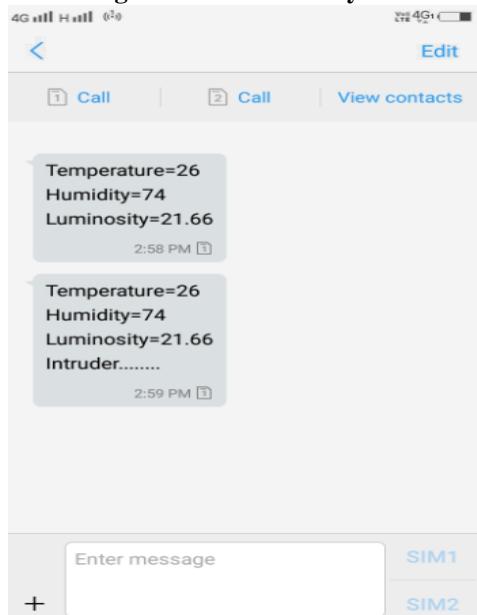 4G H
4G
Edit
1 Call 2 Call View contacts
Temperature=26
Humidity=74
Luminosity=21.66
2:58 PM 1
Temperature=26
Humidity=74
Luminosity=21.66
Intruder........
2:59 PM 1
Enter message
SIM1
+
SIM2